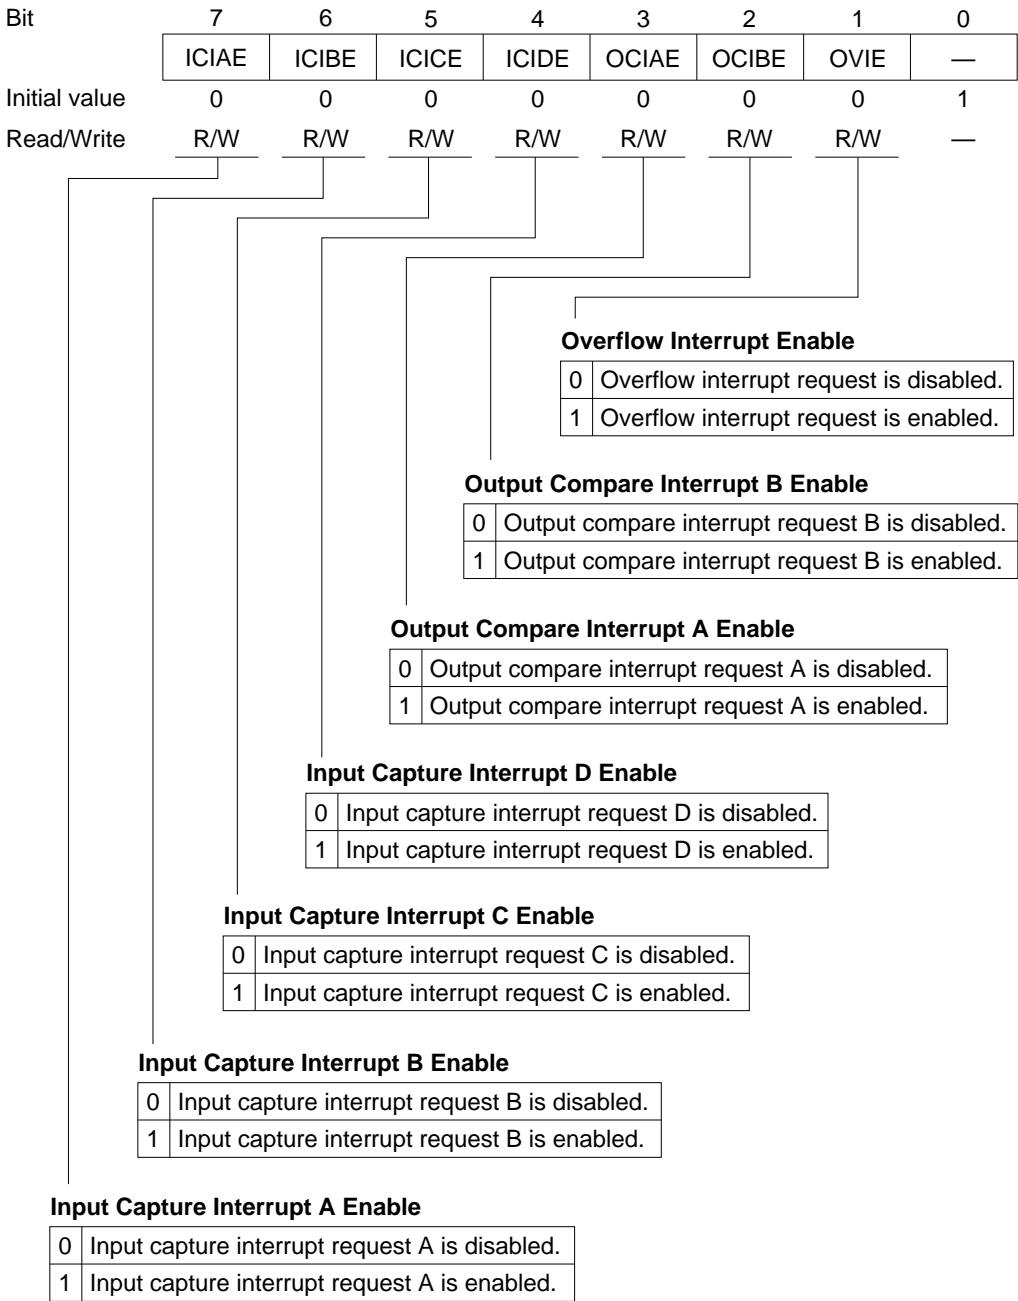 Bit 7 6 5 4 3 2 1 0
ICIAE ICIBE ICICE ICIDE OCIAE OCIBE OVIE —
Initial value 0 0 0 0 0 0 0 1
Read/Write R/W R/W R/W R/W R/W R/W R/W —
Overflow Interrupt Enable
0 Overflow interrupt request is disabled.
1 Overflow interrupt request is enabled.
Output Compare Interrupt B Enable
0 Output compare interrupt request B is disabled.
1 Output compare interrupt request B is enabled.
Output Compare Interrupt A Enable
0 Output compare interrupt request A is disabled.
1 Output compare interrupt request A is enabled.
Input Capture Interrupt D Enable
0 Input capture interrupt request D is disabled.
1 Input capture interrupt request D is enabled.
Input Capture Interrupt C Enable
0 Input capture interrupt request C is disabled.
1 Input capture interrupt request C is enabled.
Input Capture Interrupt B Enable
0 Input capture interrupt request B is disabled.
1 Input capture interrupt request B is enabled.
Input Capture Interrupt A Enable
0 Input capture interrupt request A is disabled.
1 Input capture interrupt request A is enabled.